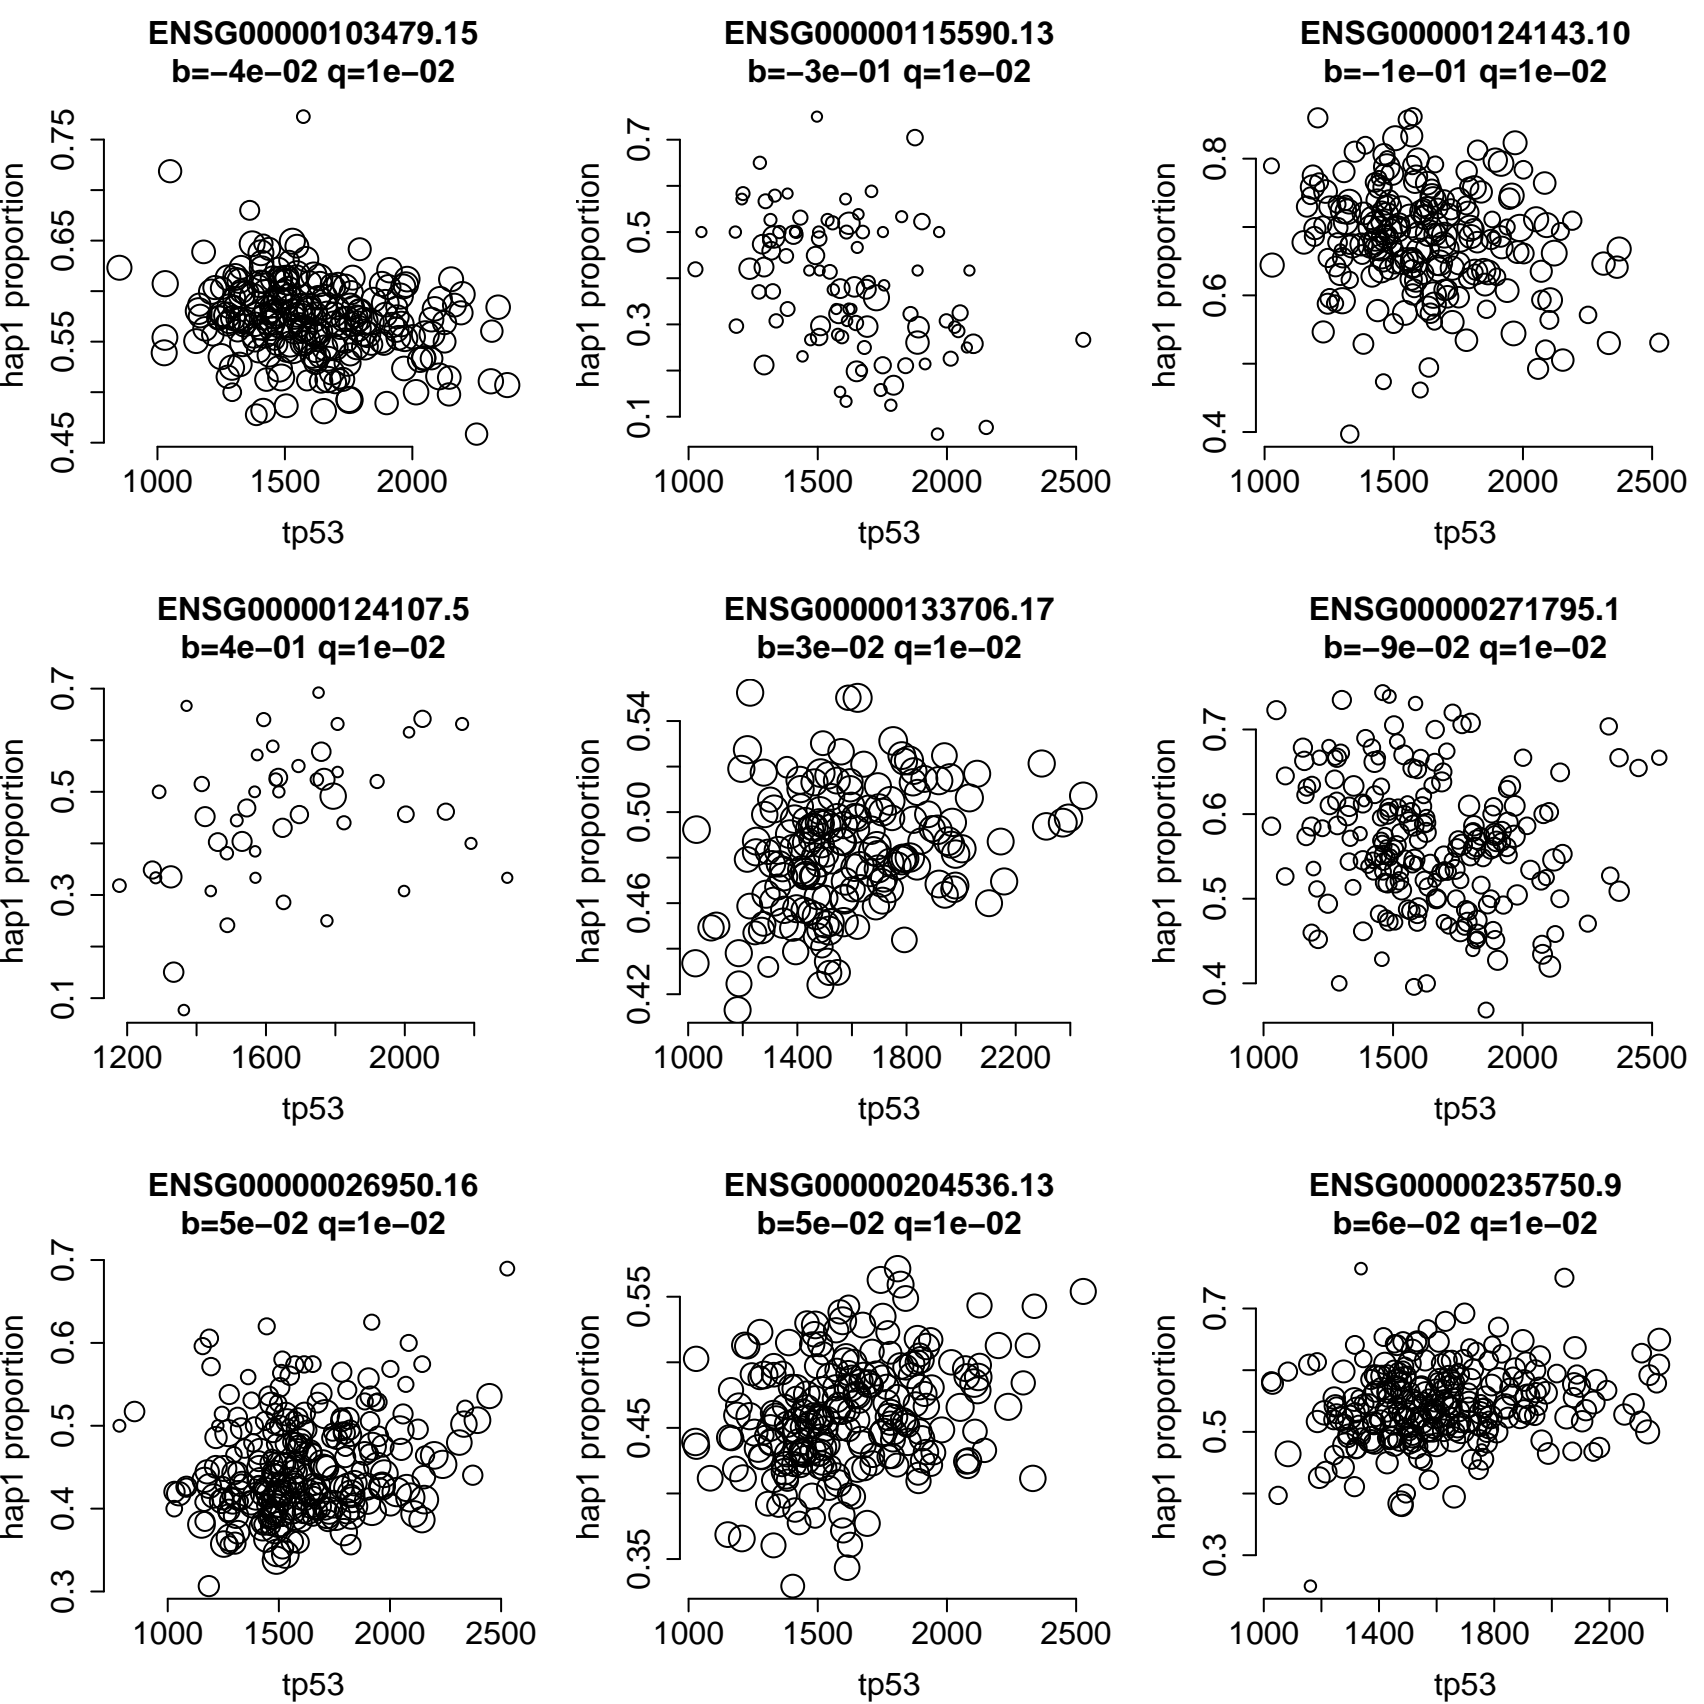 ENSG00000103479.15
b=−4e−02 q=1e−02
hap1 proportion
0.45 0.55 0.65 0.75
1000 1500 2000
tp53
ENSG00000115590.13
b=−3e−01 q=1e−02
hap1 proportion
0.1 0.3 0.5 0.7
1000 1500 2000 2500
tp53
ENSG00000124143.10
b=−1e−01 q=1e−02
hap1 proportion
0.4 0.6 0.8
1000 1500 2000 2500
tp53
ENSG00000124107.5
b=4e−01 q=1e−02
hap1 proportion
0.1 0.3 0.5 0.7
1200 1600 2000
tp53
ENSG00000133706.17
b=3e−02 q=1e−02
hap1 proportion
0.42 0.46 0.50 0.54
1000 1400 1800 2200
tp53
ENSG00000271795.1
b=−9e−02 q=1e−02
hap1 proportion
0.4 0.5 0.6 0.7
1000 1500 2000 2500
tp53
ENSG00000026950.16
b=5e−02 q=1e−02
hap1 proportion
0.3 0.4 0.5 0.6 0.7
1000 1500 2000 2500
tp53
ENSG00000204536.13
b=5e−02 q=1e−02
hap1 proportion
0.35 0.45 0.55
1000 1500 2000 2500
tp53
ENSG00000235750.9
b=6e−02 q=1e−02
hap1 proportion
0.3 0.5 0.7
1000 1400 1800 2200
tp53